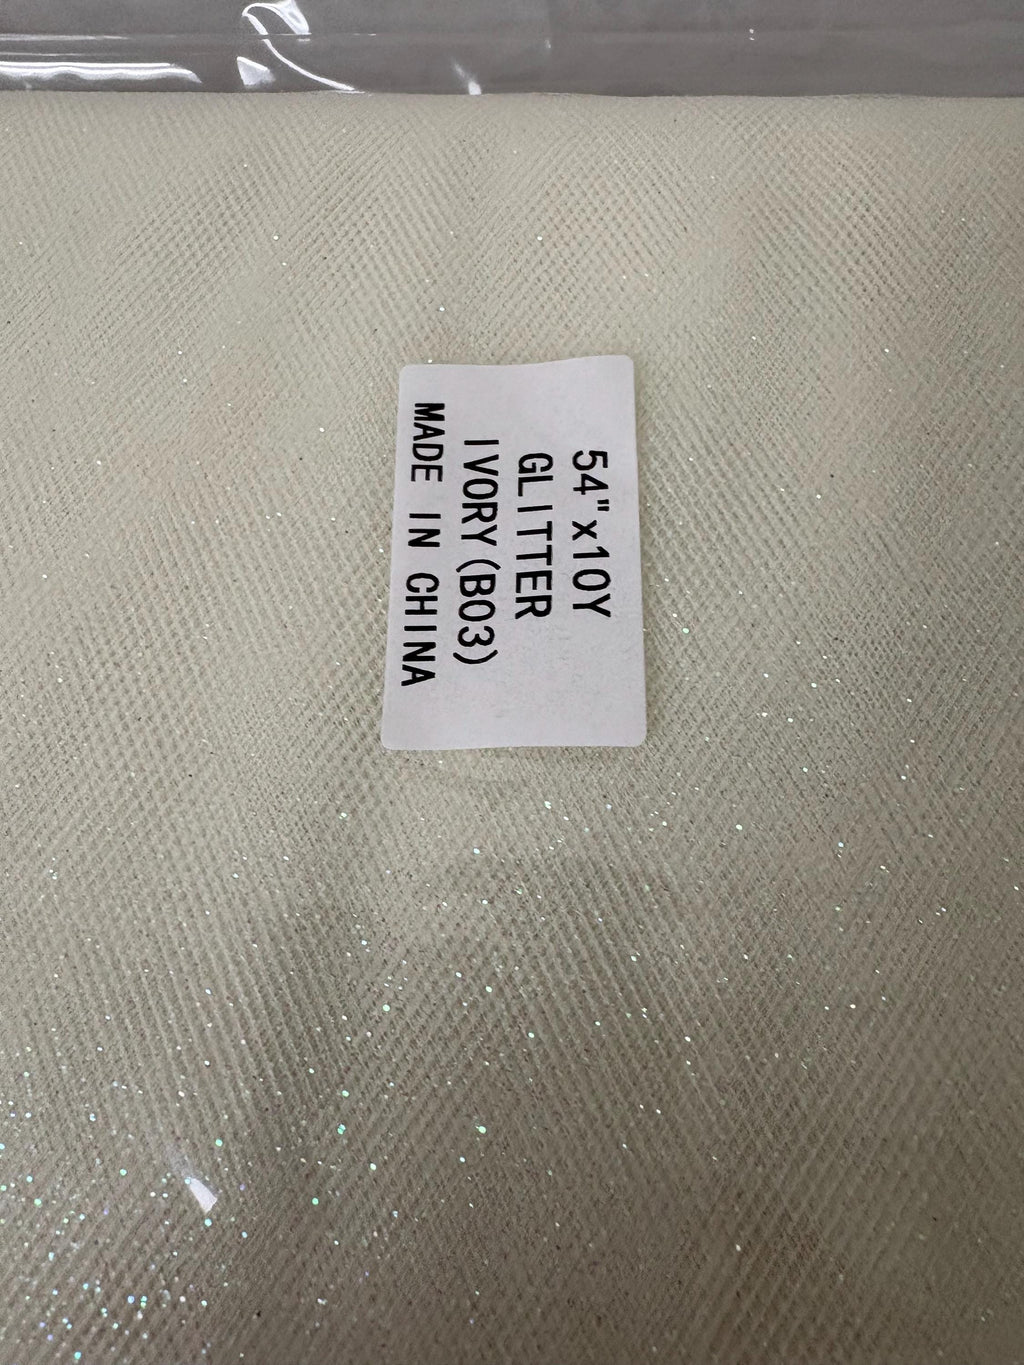 54"x10Y
GLITTER
IVORY(B03)
MADE IN CHINA